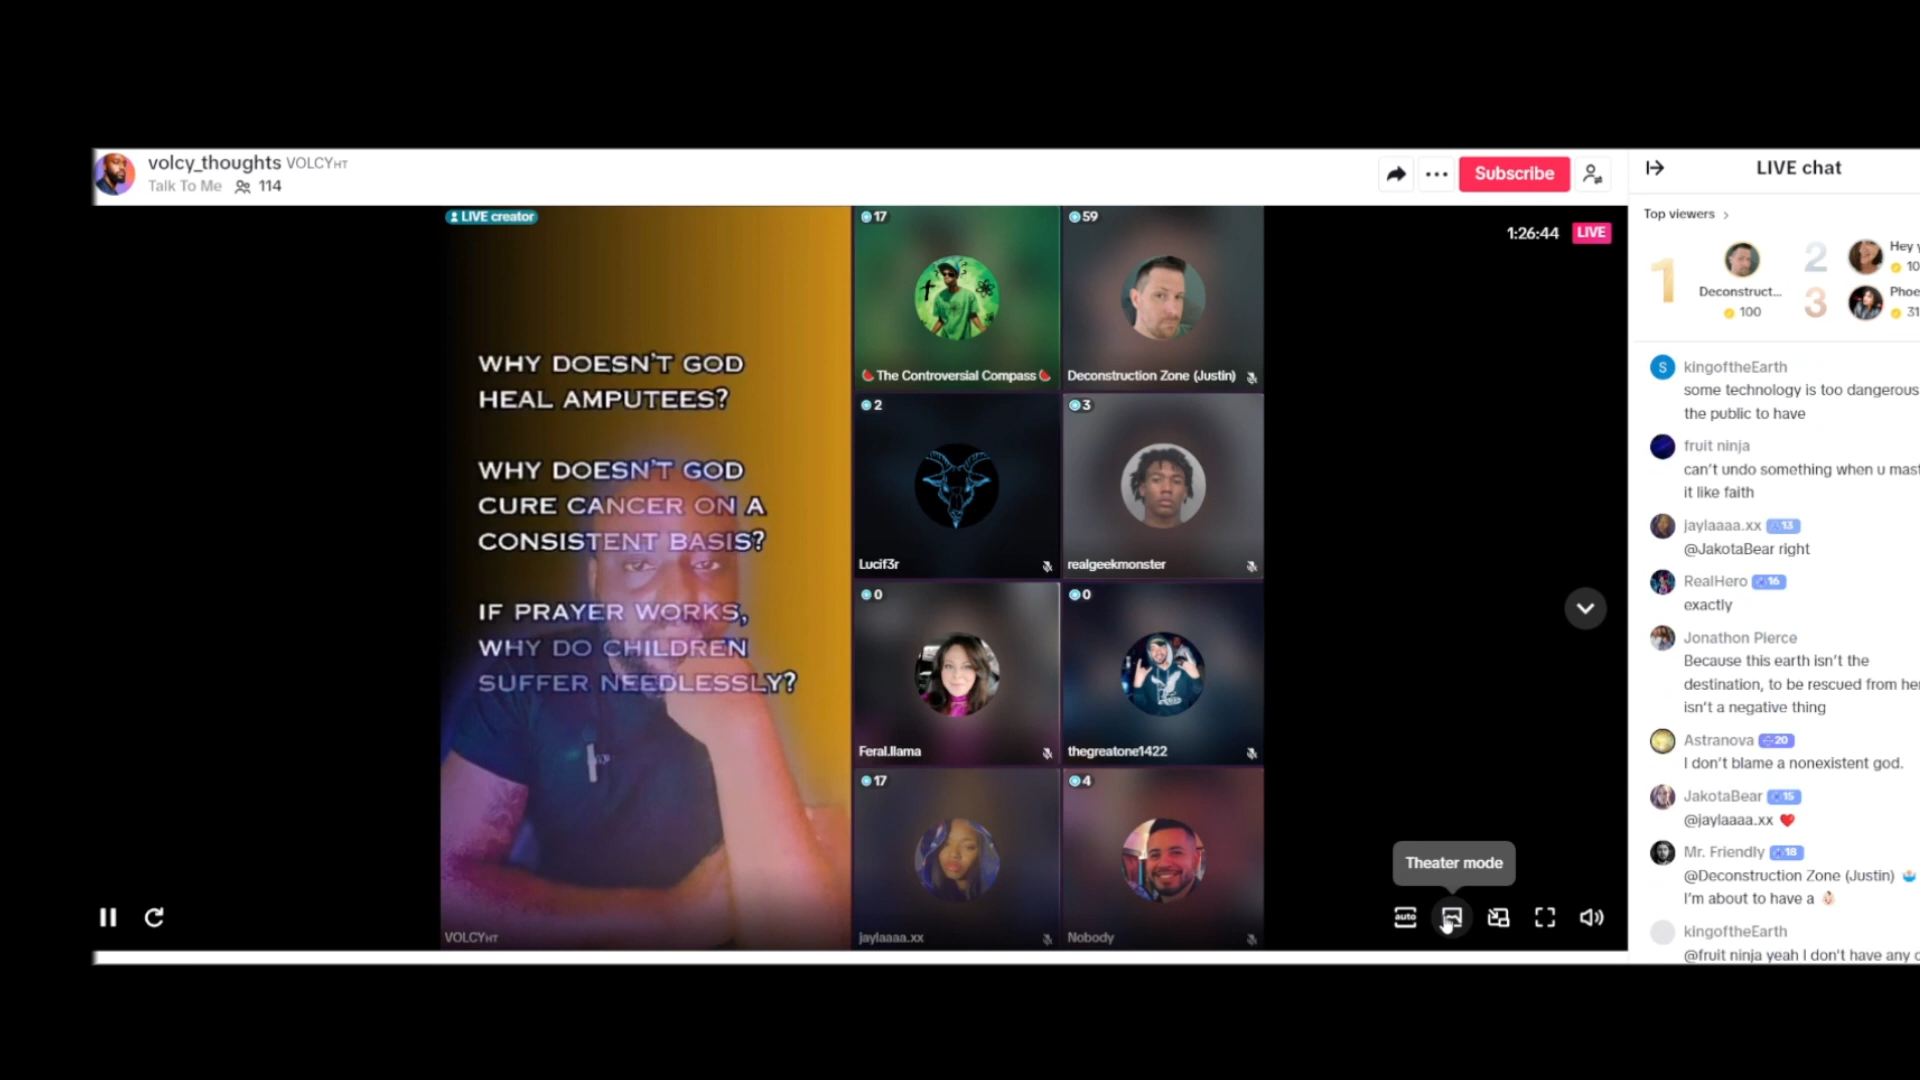 volcy_thoughts VOLCYHT
Talk To Me 114
Subscribe
LIVE chat
Top viewers
LIVE creator
1:26:44 LIVE
WHY DOESN'T GOD
HEAL AMPUTEES?
WHY DOESN'T GOD
CURE CANCER ON A
CONSISTENT BASIS?
IF PRAYER WORKS,
WHY DO CHILDREN
SUFFER NEEDLESSLY?
VOLCYHT
17
The Controversial Compass
59
Deconstruction Zone (Justin)
2
Lucif3r
3
realgeekmonster
0
Feral.llama
0
thegreatone1422
17
jaylaaaa.xx
4
Nobody
Theater mode
auto
1
Deconstruct...
100
2
Hey
10
3
Phoe
31
S
kingoftheEarth
some technology is too dangerous
the public to have
fruit ninja
can't undo something when u mast
it like faith
jaylaaaa.xx 13
@JakotaBear right
RealHero 16
exactly
Jonathon Pierce
Because this earth isn't the
destination, to be rescued from her
isn't a negative thing
Astranova 20
I don't blame a nonexistent god.
JakotaBear 15
@jaylaaaa.xx ❤️
Mr. Friendly 18
@Deconstruction Zone (Justin)
I'm about to have a 👶🏻
kingoftheEarth
@fruit ninja yeah I don't have any